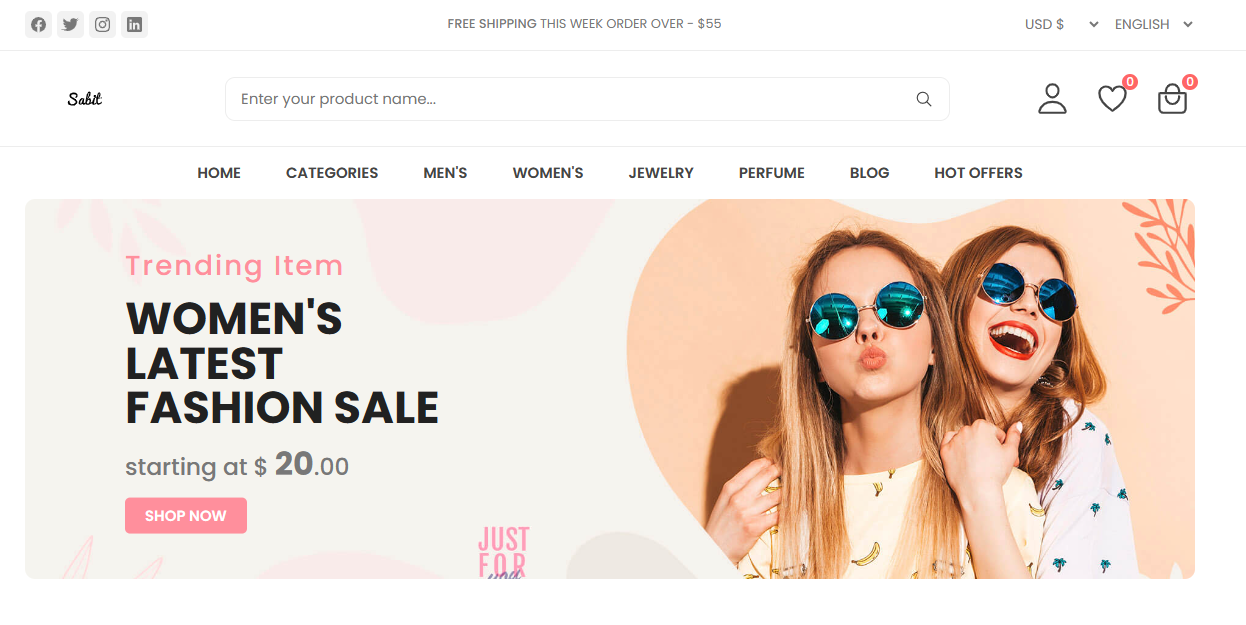 FREE SHIPPING THIS WEEK ORDER OVER - $55
USD $
ENGLISH
Sabit
Enter your product name...
0
0
HOME
CATEGORIES
MEN'S
WOMEN'S
JEWELRY
PERFUME
BLOG
HOT OFFERS
Trending Item
WOMEN'S
LATEST
FASHION SALE
starting at $ 20.00
SHOP NOW
JUST
FOR
you